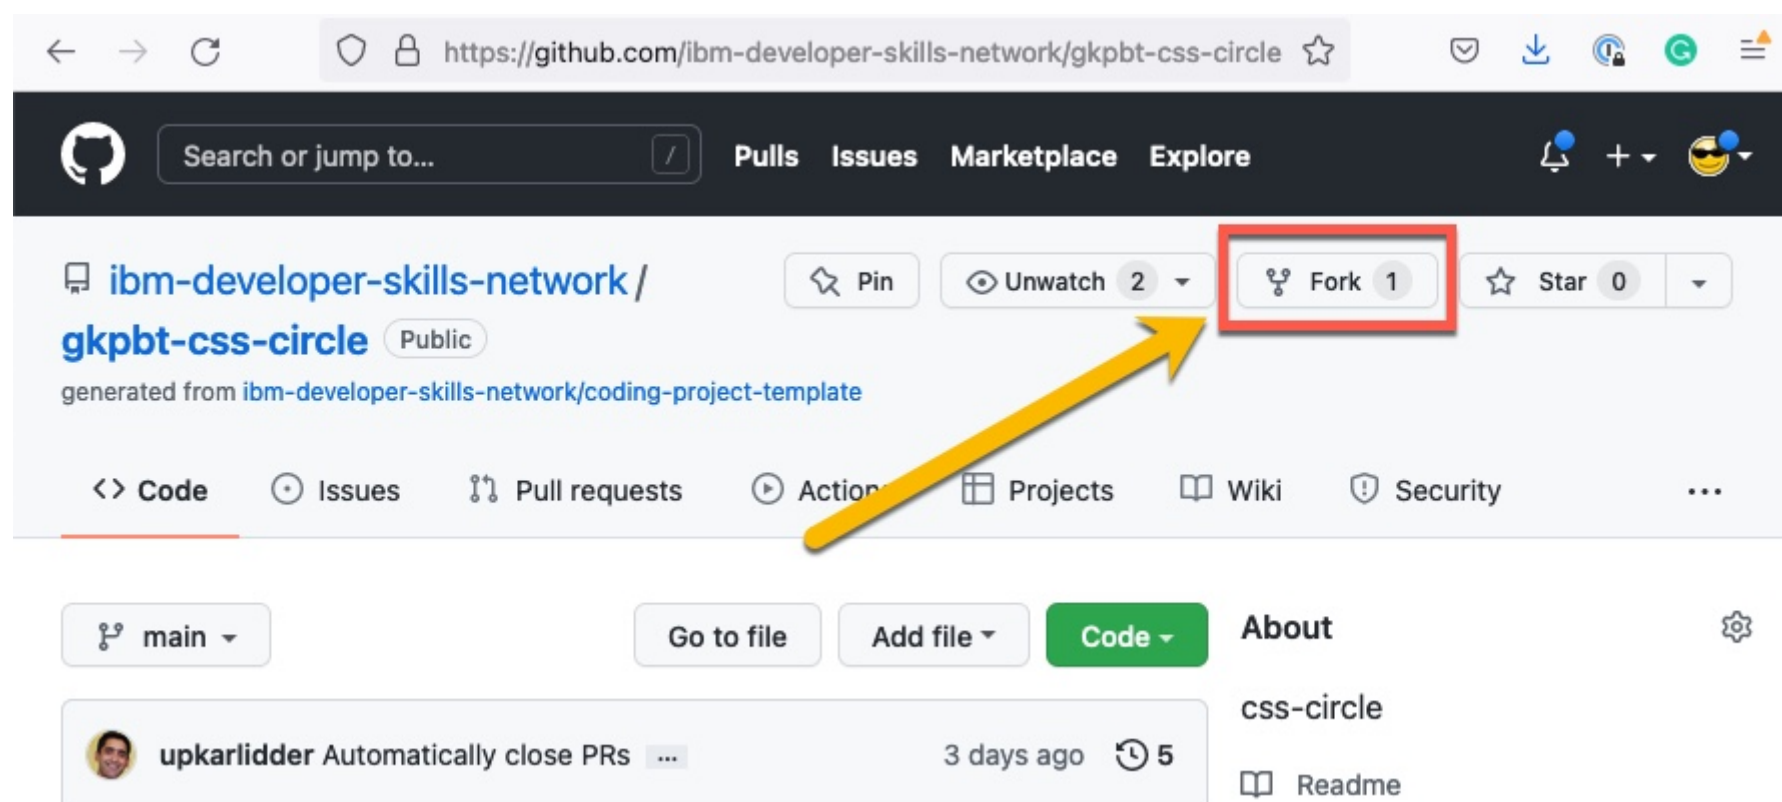 https://github.com/ibm-developer-skills-network/gkpbt-css-circle
Search or jump to... / Pulls Issues Marketplace Explore
ibm-developer-skills-network / Pin Unwatch 2 Fork 1 Star 0
gkpbt-css-circle Public
generated from ibm-developer-skills-network/coding-project-template
<> Code Issues Pull requests Actions Projects Wiki Security ...
main Go to file Add file Code About
css-circle
upkarlidder Automatically close PRs ... 3 days ago 5
Readme